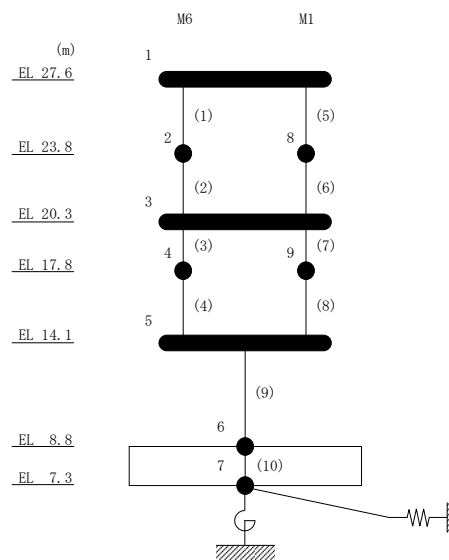 M6 M1
(m)
1
EL 27.6
(1) (5)
2 8
EL 23.8
(2) (6)
3
EL 20.3
(3) (7)
4 9
EL 17.8
(4) (8)
5
EL 14.1
(9)
6
EL 8.8
7 (10)
EL 7.3